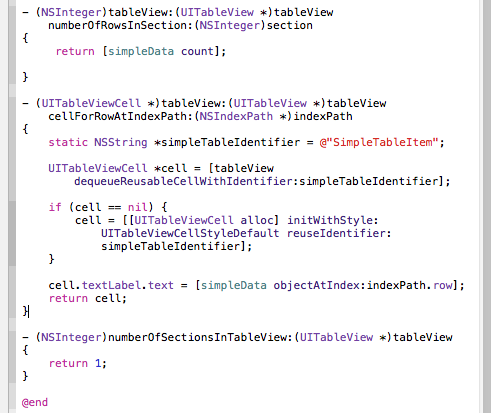 - (NSInteger)tableView:(UITableView *)tableView
    numberOfRowsInSection:(NSInteger)section
{
     return [simpleData count];

}

- (UITableViewCell *)tableView:(UITableView *)tableView
    cellForRowAtIndexPath:(NSIndexPath *)indexPath
{
    static NSString *simpleTableIdentifier = @"SimpleTableItem";

    UITableViewCell *cell = [tableView
        dequeueReusableCellWithIdentifier:simpleTableIdentifier];

    if (cell == nil) {
        cell = [[UITableViewCell alloc] initWithStyle:
            UITableViewCellStyleDefault reuseIdentifier:
            simpleTableIdentifier];
    }

    cell.textLabel.text = [simpleData objectAtIndex:indexPath.row];
    return cell;
}

- (NSInteger)numberOfSectionsInTableView:(UITableView *)tableView
{
    return 1;
}

@end